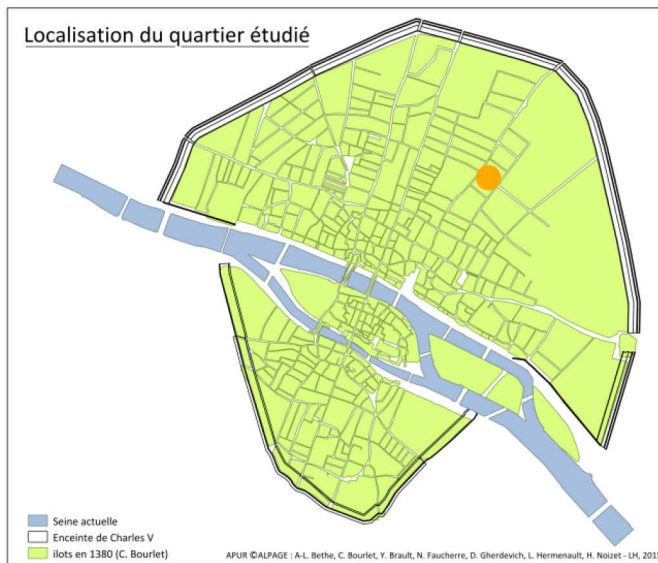 Localisation du quartier étudié
Seine actuelle
Enceinte de Charles V
ilots en 1380 (C. Bourlet)
APUR ©ALPAGE : A-L. Bethe, C. Bourlet, Y. Brault, N. Faucherre, D. Gherdevich, L. Hermenault, H. Noizet - LH, 2015